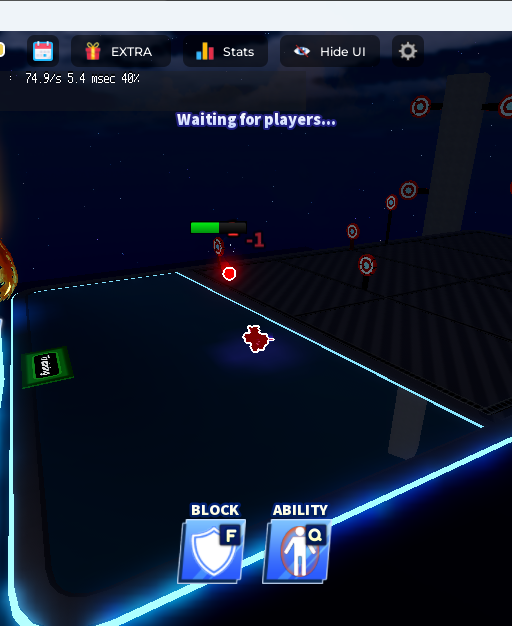 EXTRA
Stats
Hide UI
: 74.9/s 5.4 msec 40%
Waiting for players...
-1
BLOCK
ABILITY
F
Q